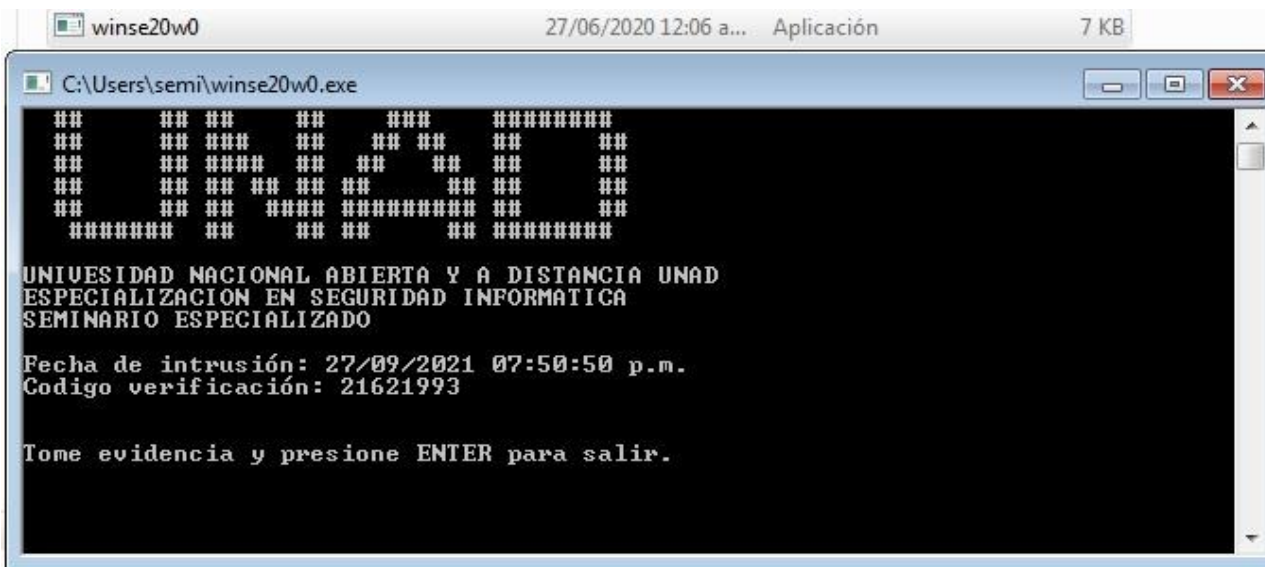 winse20w0 27/06/2020 12:06 a... Aplicación 7 KB
C:\Users\semi\winse20w0.exe
UNAD
UNIVESIDAD NACIONAL ABIERTA Y A DISTANCIA UNAD
ESPECIALIZACION EN SEGURIDAD INFORMATICA
SEMINARIO ESPECIALIZADO
Fecha de intrusión: 27/09/2021 07:50:50 p.m.
Codigo verificación: 21621993
Tome evidencia y presione ENTER para salir.